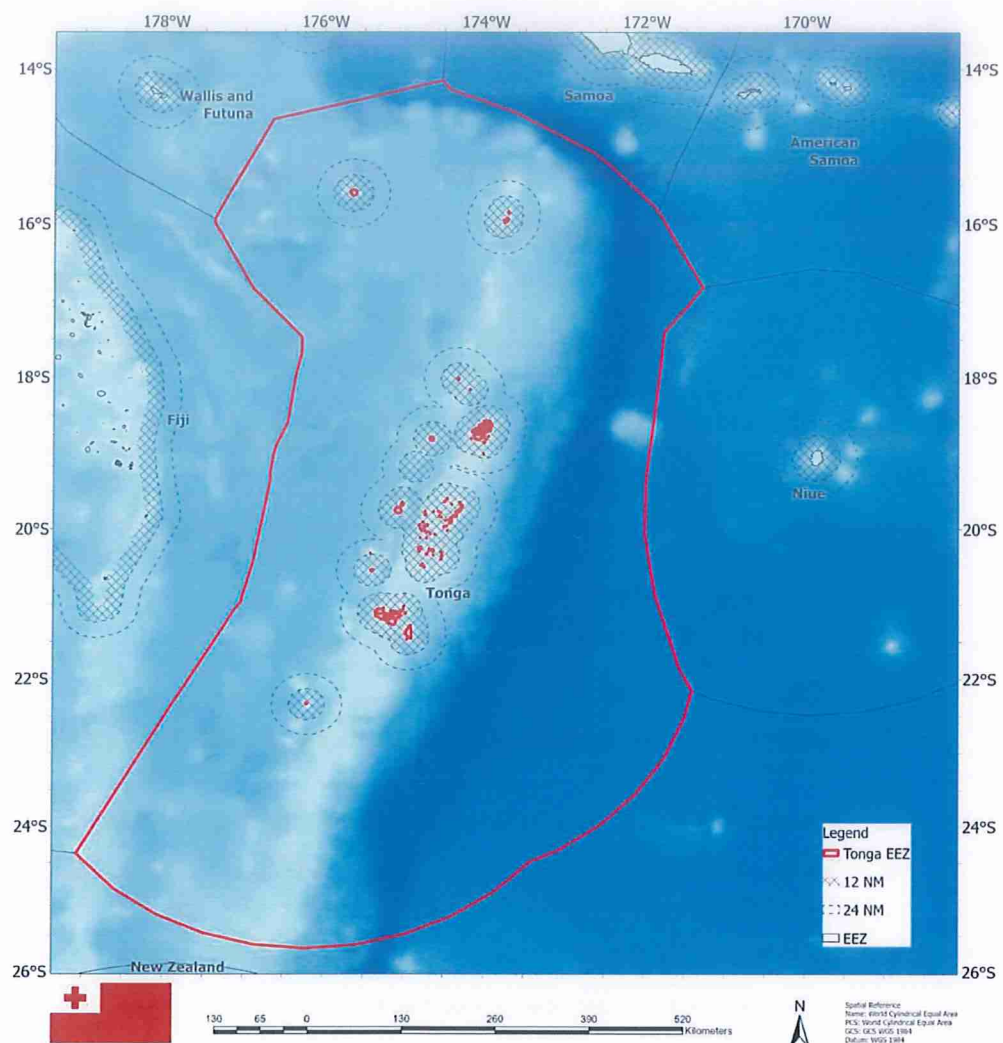 178°W 176°W 174°W 172°W 170°W
14°S 14°S
Wallis and
Futuna
Samoa
American
Samoa
16°S 16°S
18°S 18°S
Fiji
Niue
20°S 20°S
Tonga
22°S 22°S
24°S 24°S
Legend
Tonga EEZ
12 NM
24 NM
EEZ
New Zealand
26°S 26°S
130 65 0 130 260 390 520
Kilometers
N
Spatial Reference
Name: World Cylindrical Equal Area
PCS: World Cylindrical Equal Area
GCS: GCS WGS 1984
Datum: WGS 1984